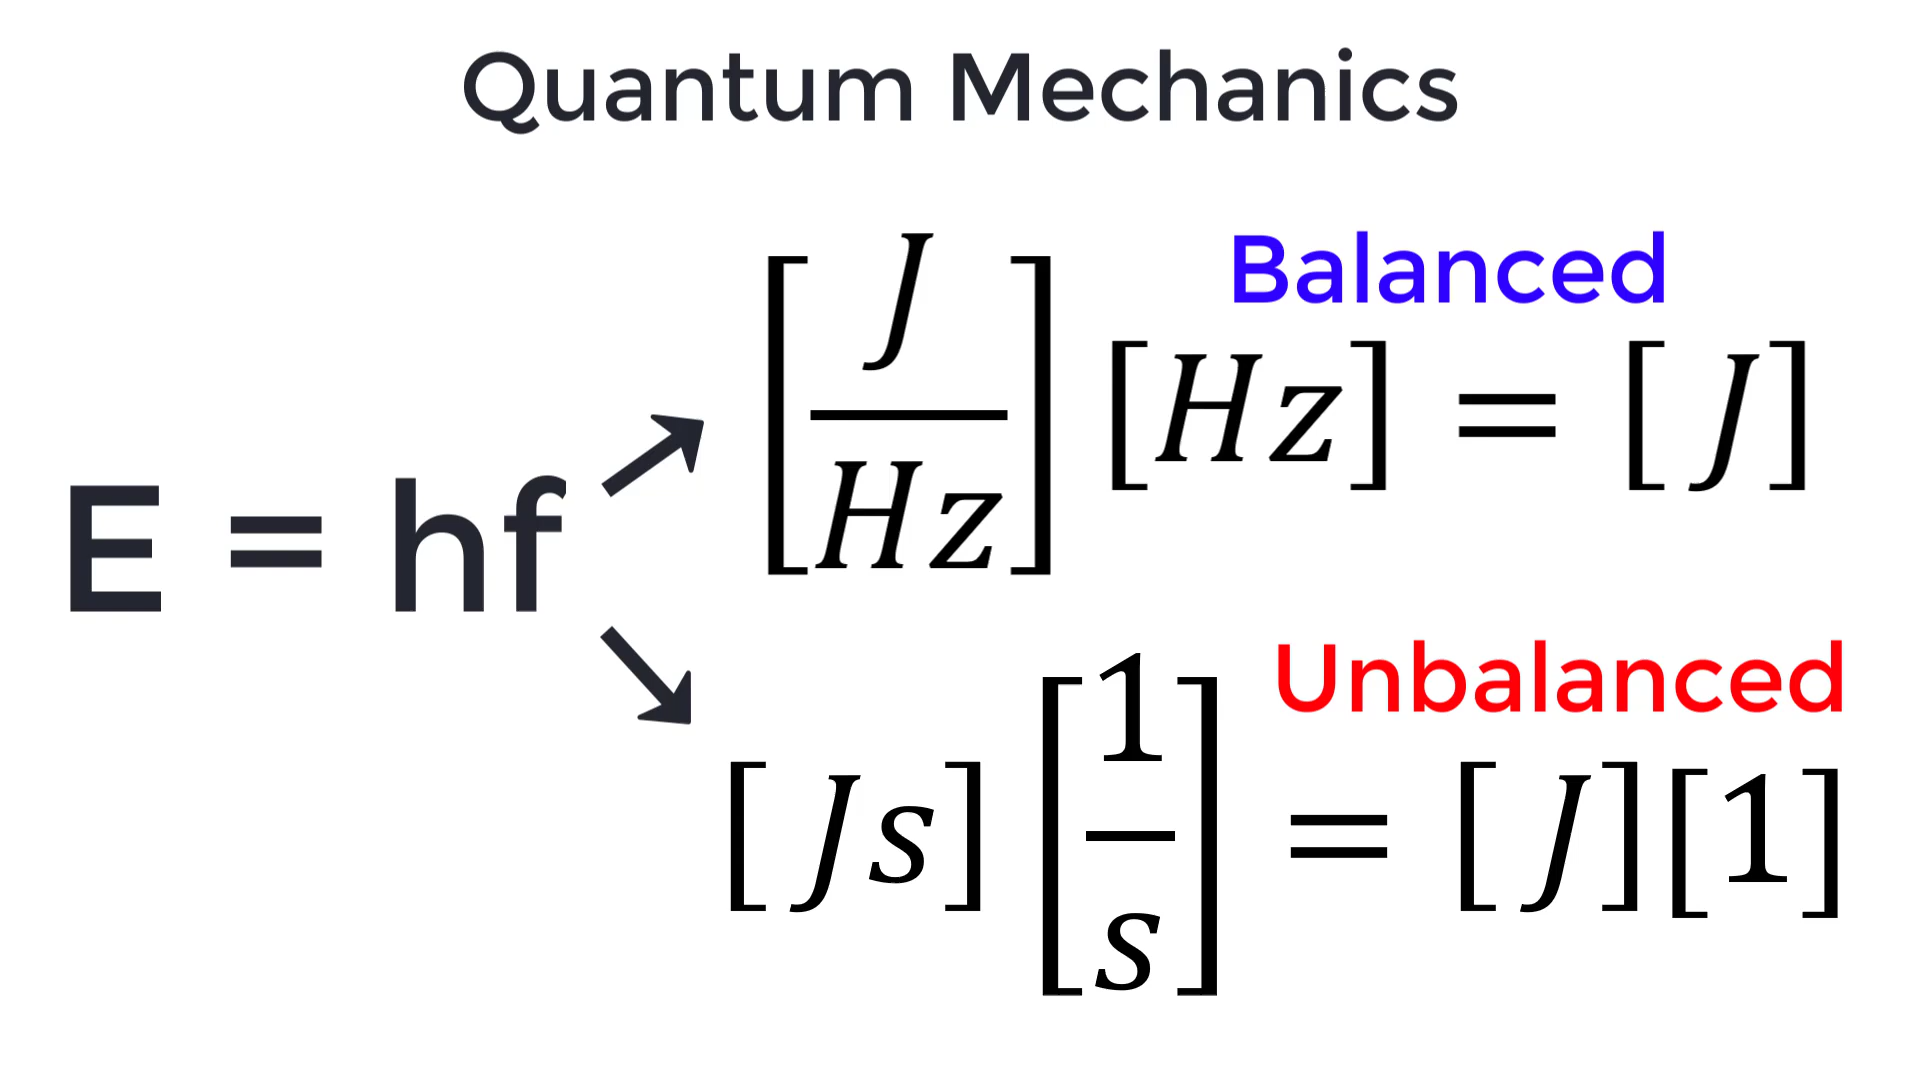 Quantum Mechanics
Balanced
[J/Hz] [Hz] = [J]
E = hf
Unbalanced
[Js] [1/s] = [J][1]